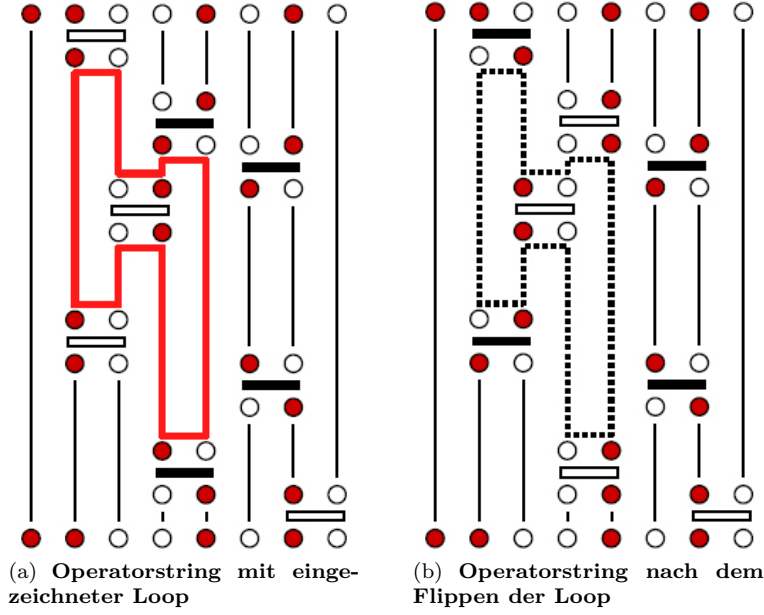 (a) Operatorstring mit einge-
zeichneter Loop
(b) Operatorstring nach dem
Flippen der Loop